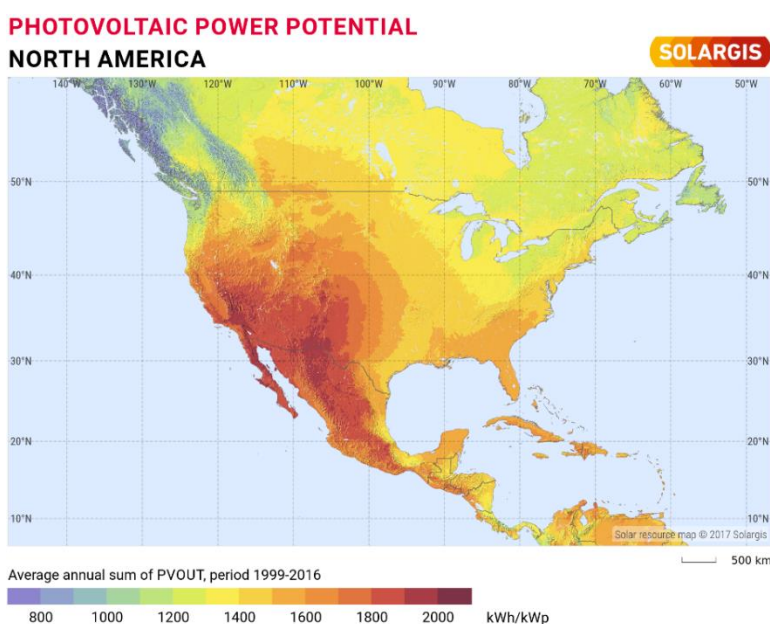 PHOTOVOLTAIC POWER POTENTIAL
NORTH AMERICA
SOLARGIS
140°W 130°W 120°W 110°W 100°W 90°W 80°W 70°W 60°W 50°W
50°N 50°N
40°N 40°N
30°N 30°N
20°N 20°N
10°N 10°N
Solar resource map © 2017 Solargis
500 km
Average annual sum of PVOUT, period 1999-2016
800 1000 1200 1400 1600 1800 2000 kWh/kWp